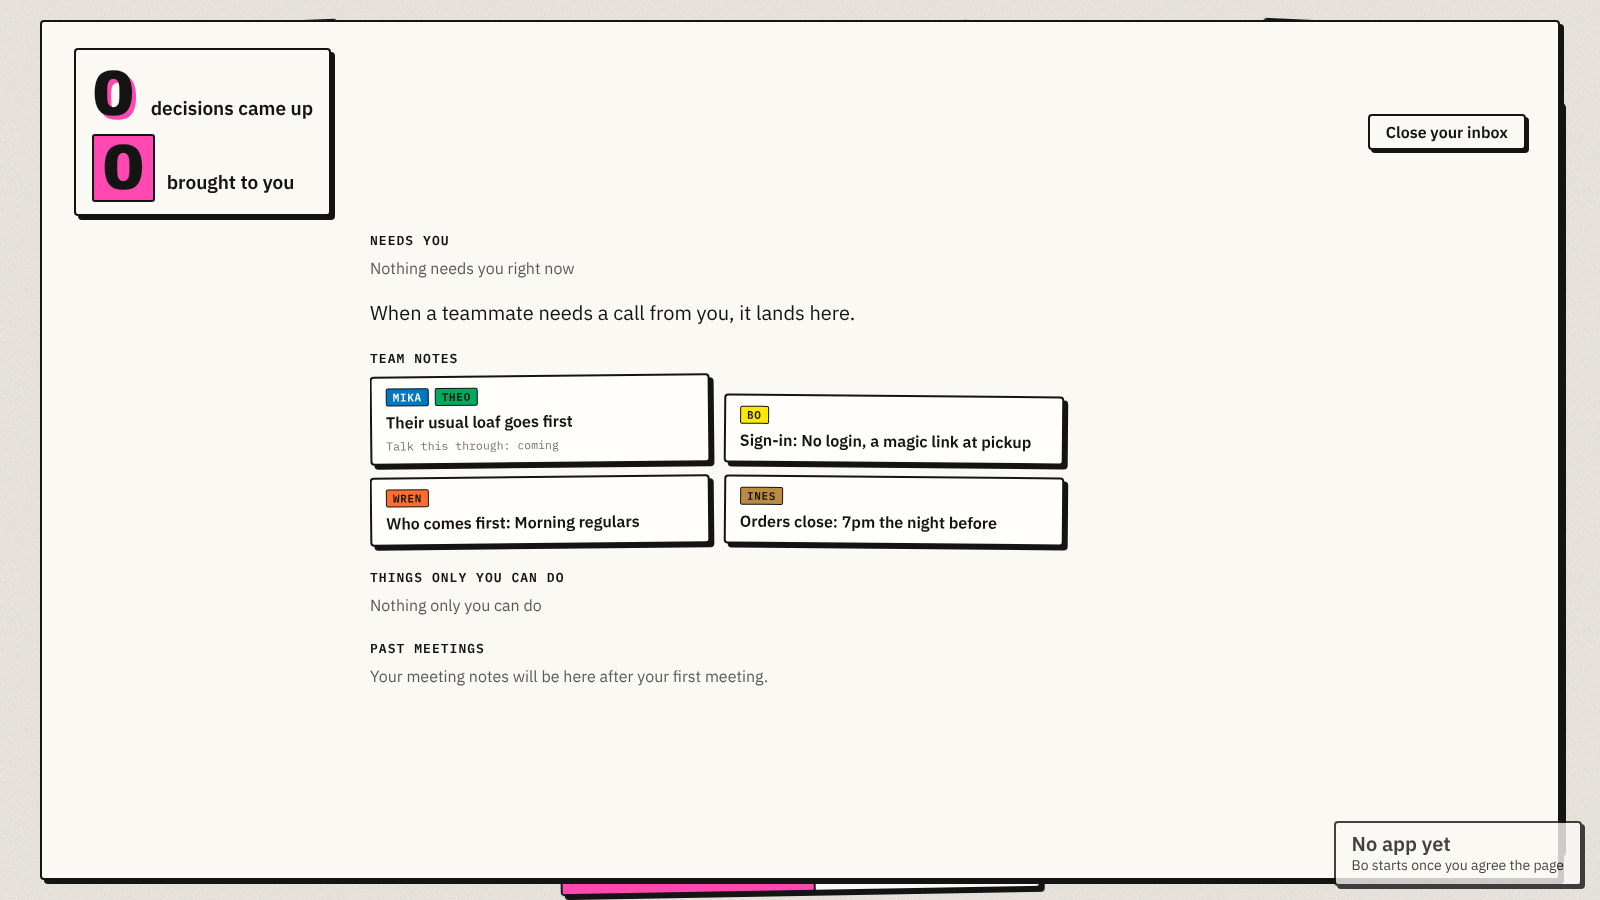 0 decisions came up
0 brought to you
Close your inbox
NEEDS YOU
Nothing needs you right now
When a teammate needs a call from you, it lands here.
TEAM NOTES
MIKA THEO
Their usual loaf goes first
Talk this through: coming
BO
Sign-in: No login, a magic link at pickup
WREN
Who comes first: Morning regulars
INES
Orders close: 7pm the night before
THINGS ONLY YOU CAN DO
Nothing only you can do
PAST MEETINGS
Your meeting notes will be here after your first meeting.
No app yet
Bo starts once you agree the page